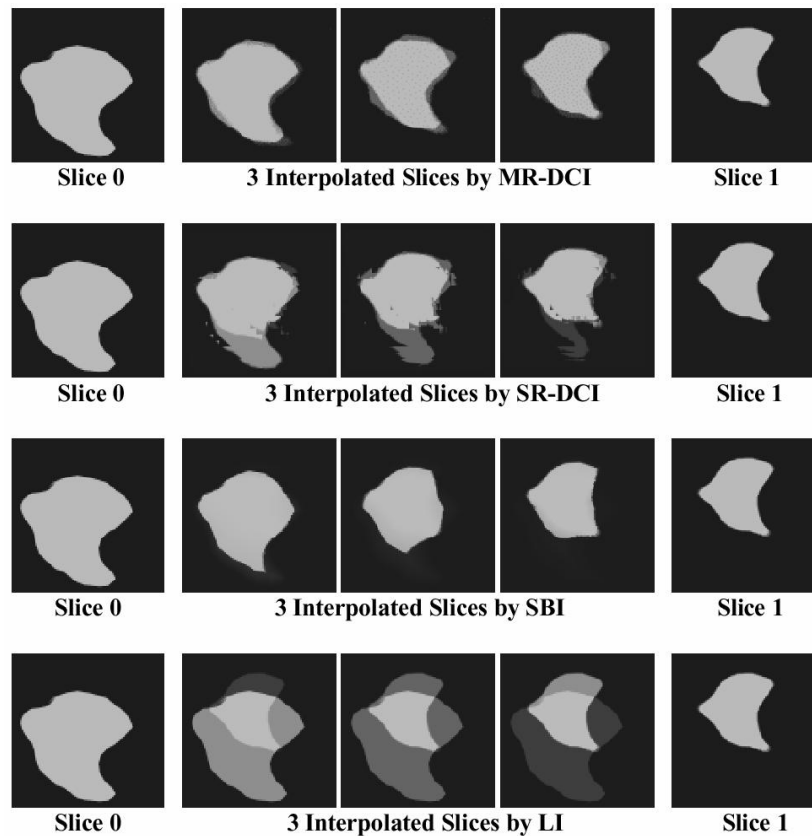 Slice 0 3 Interpolated Slices by MR-DCI Slice 1
Slice 0 3 Interpolated Slices by SR-DCI Slice 1
Slice 0 3 Interpolated Slices by SBI Slice 1
Slice 0 3 Interpolated Slices by LI Slice 1